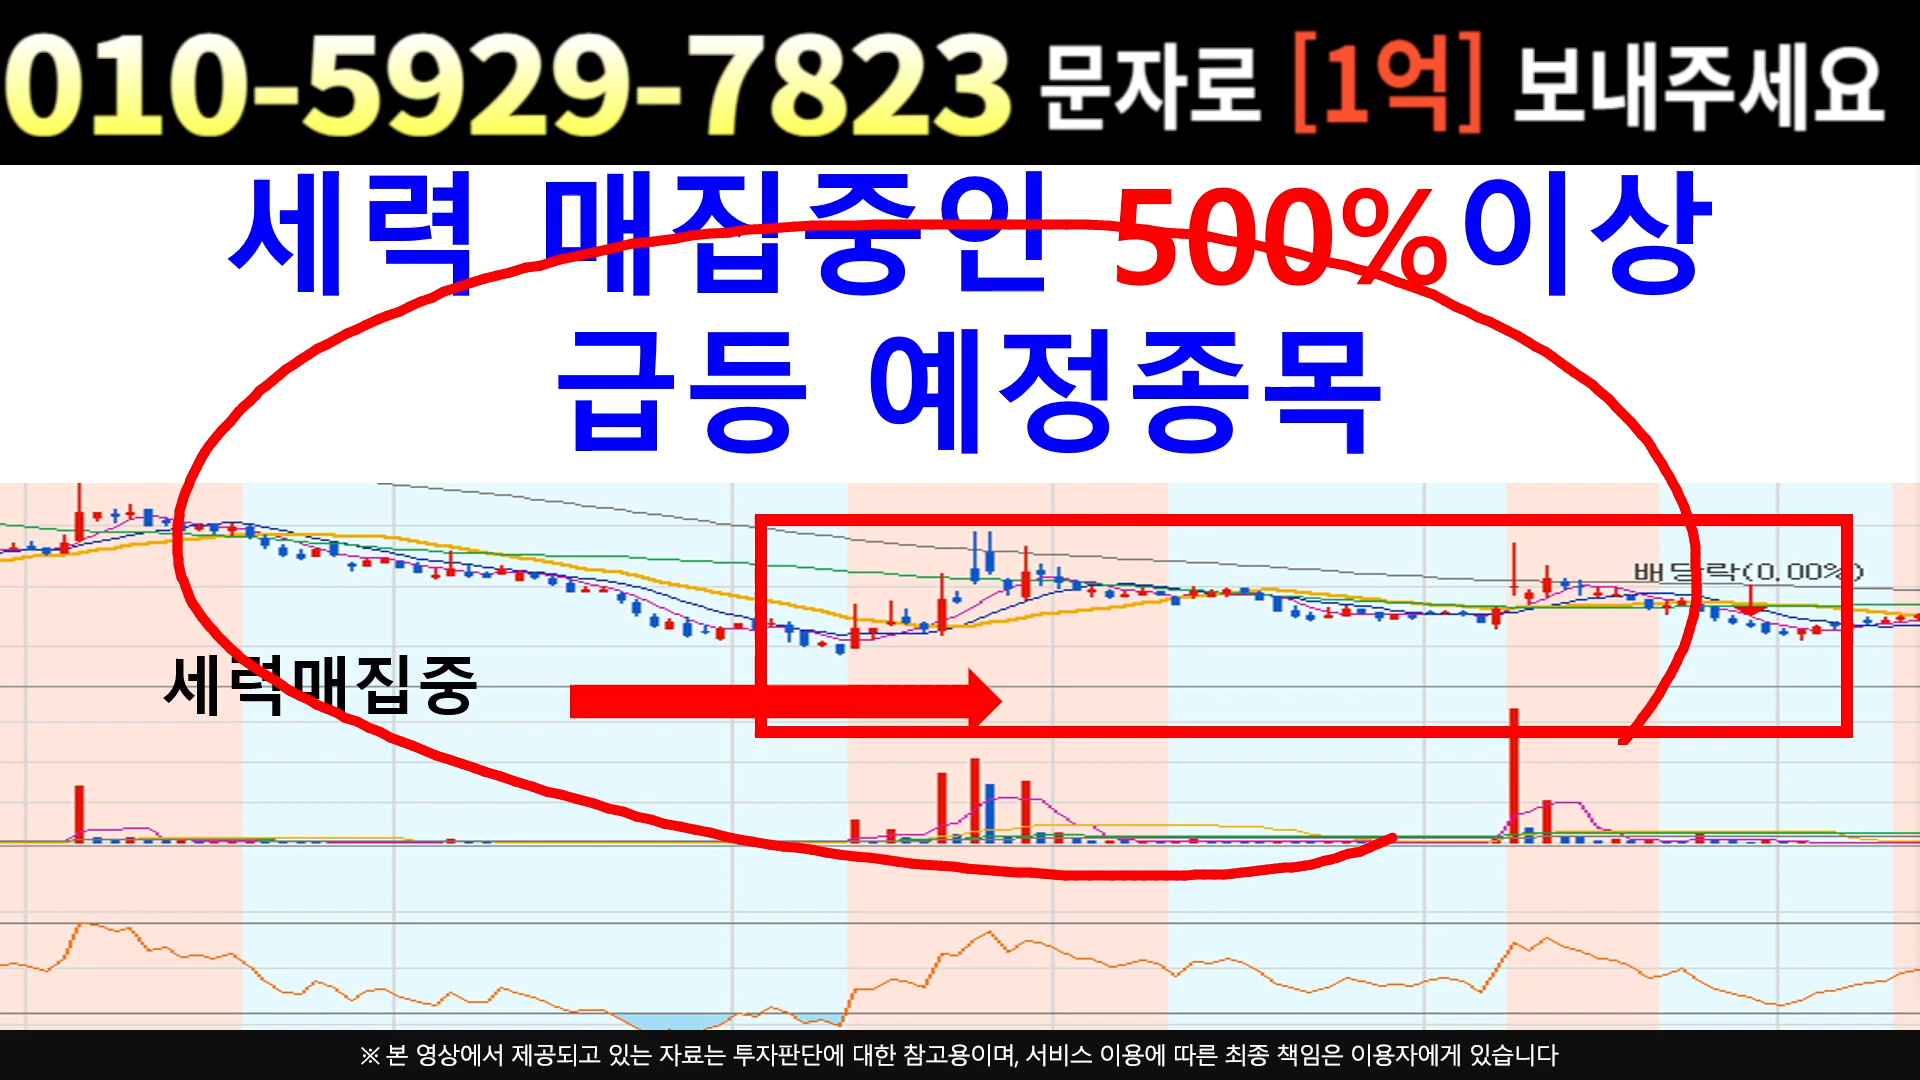 010-5929-7823 문자로 [1억] 보내주세요
세력 매집중인 500%이상
급등 예정종목
배당락(0.00%)
세력매집중
※ 본 영상에서 제공되고 있는 자료는 투자판단에 대한 참고용이며, 서비스 이용에 따른 최종 책임은 이용자에게 있습니다